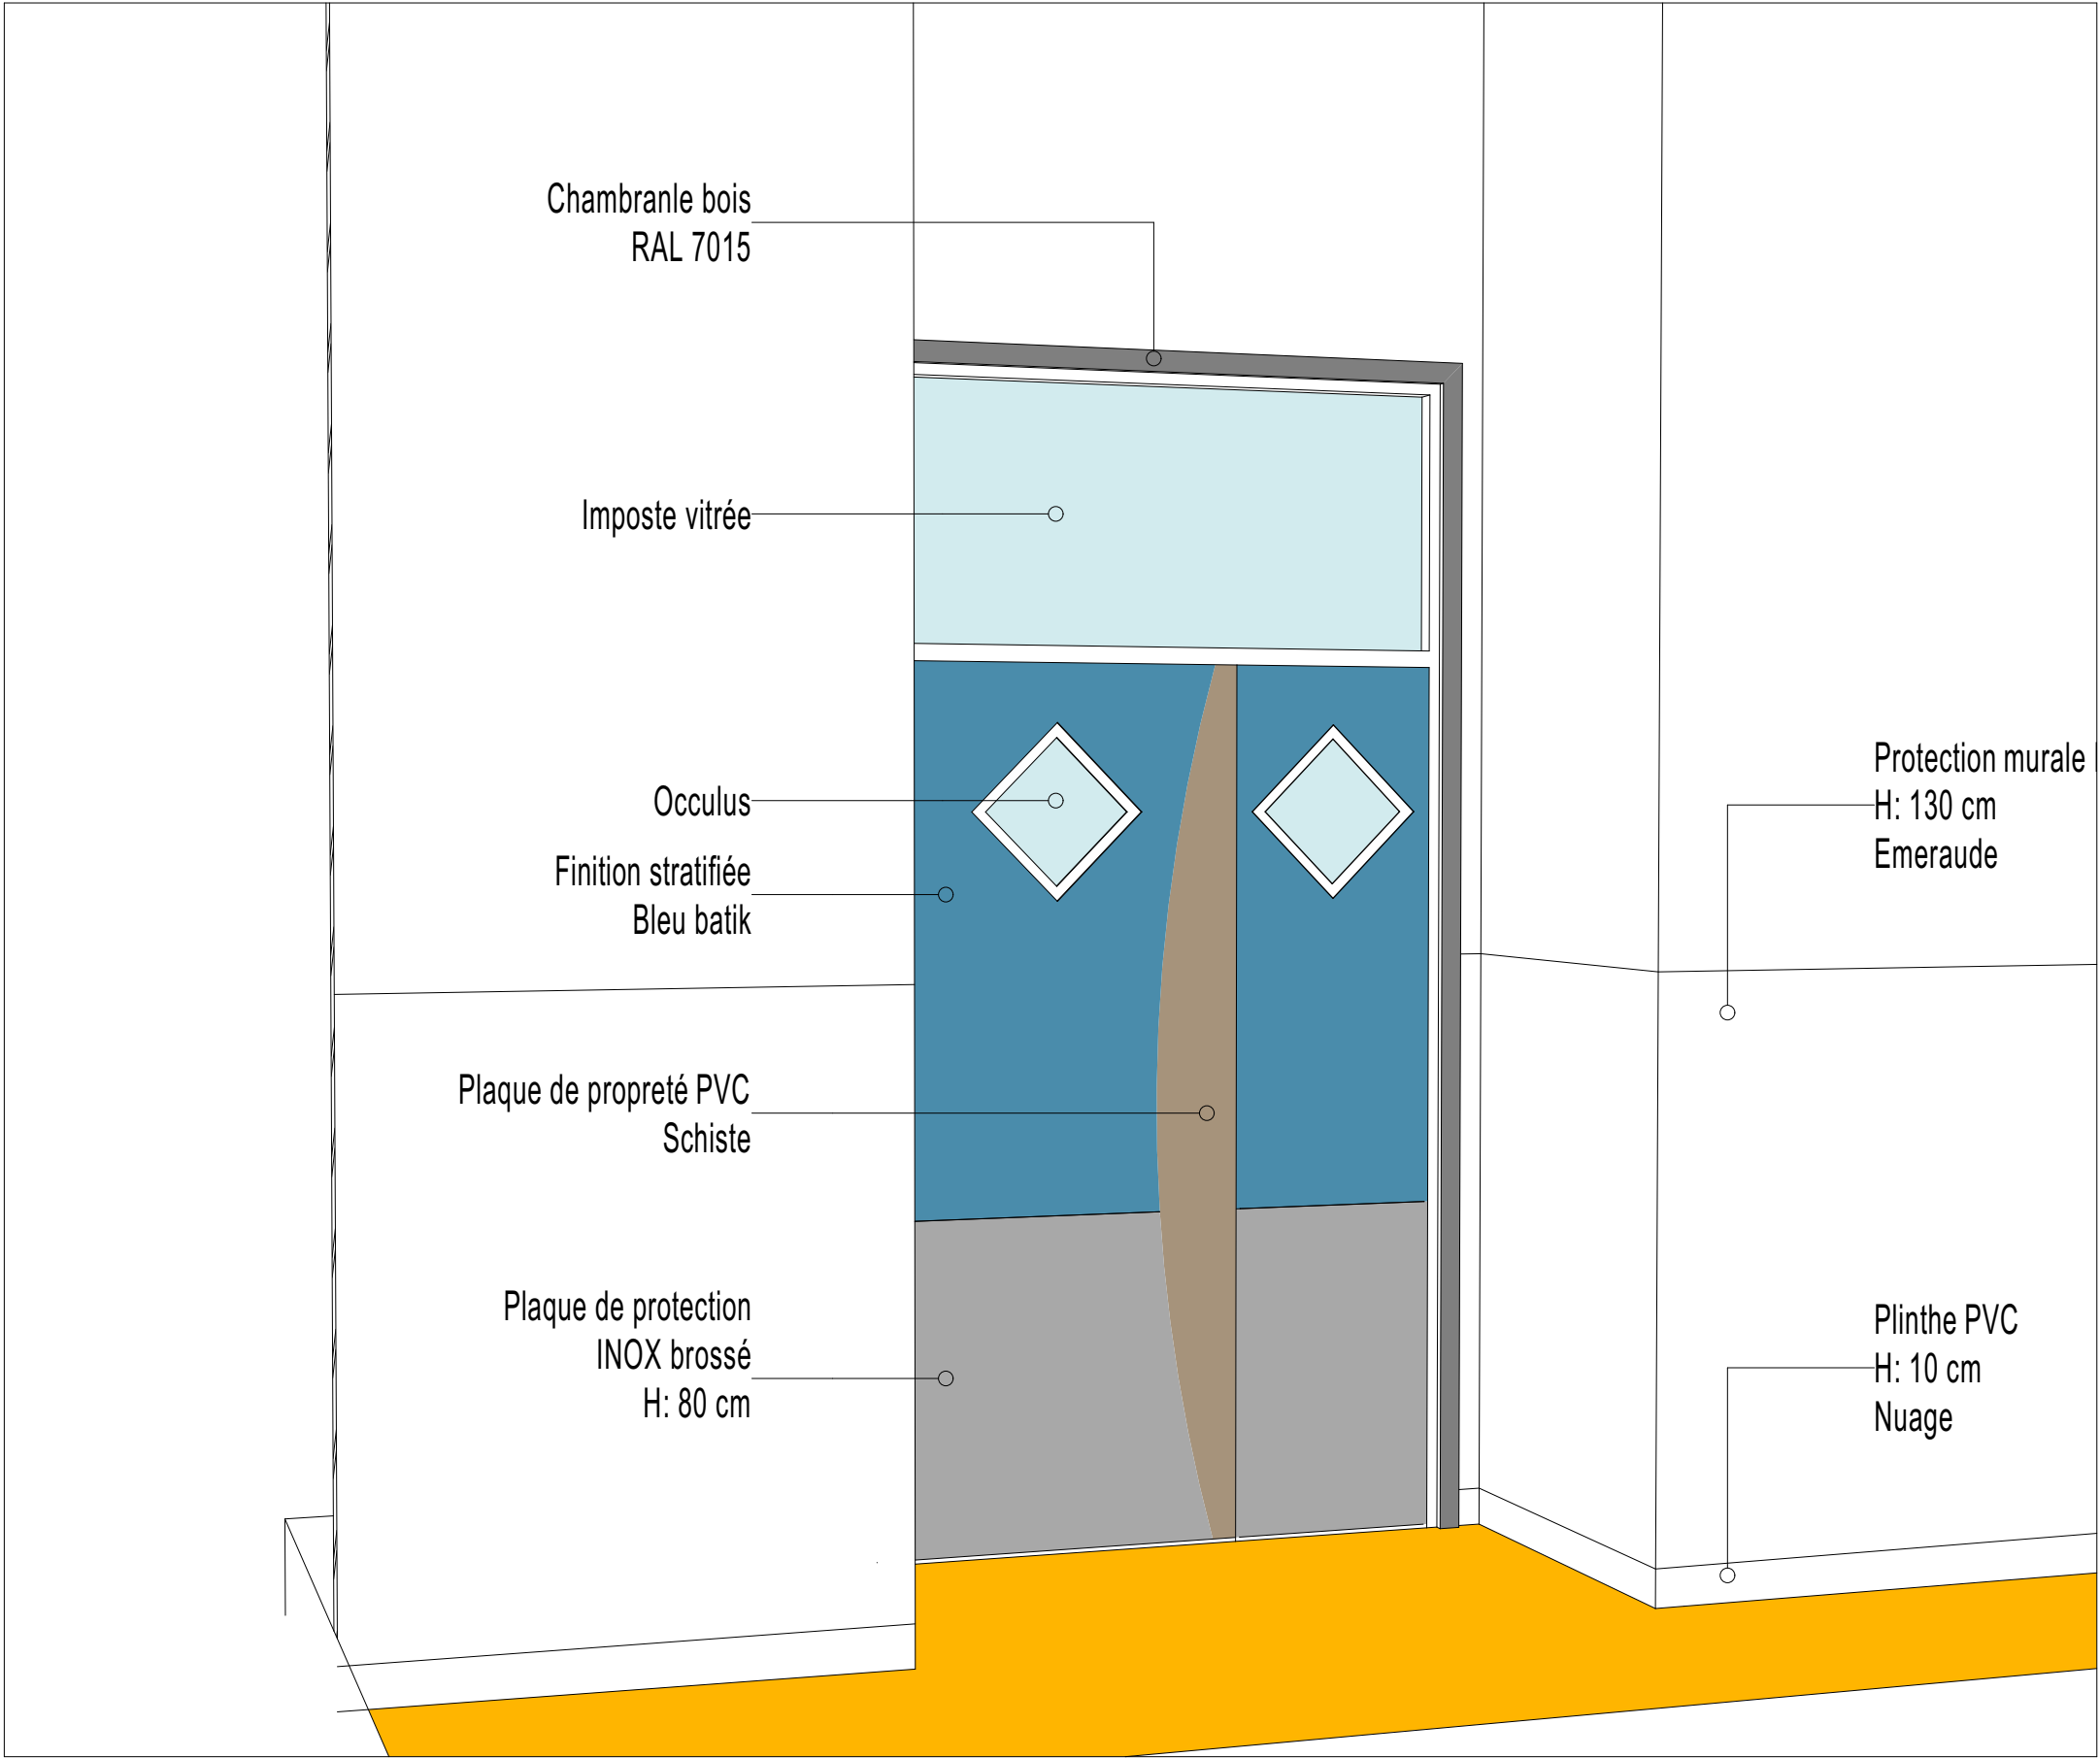 Chambranle bois
RAL 7015
Imposte vitrée
Occulus
Finition stratifiée
Bleu batik
Plaque de propreté PVC
Schiste
Plaque de protection
INOX brossé
H: 80 cm
Protection murale
H: 130 cm
Emeraude
Plinthe PVC
H: 10 cm
Nuage